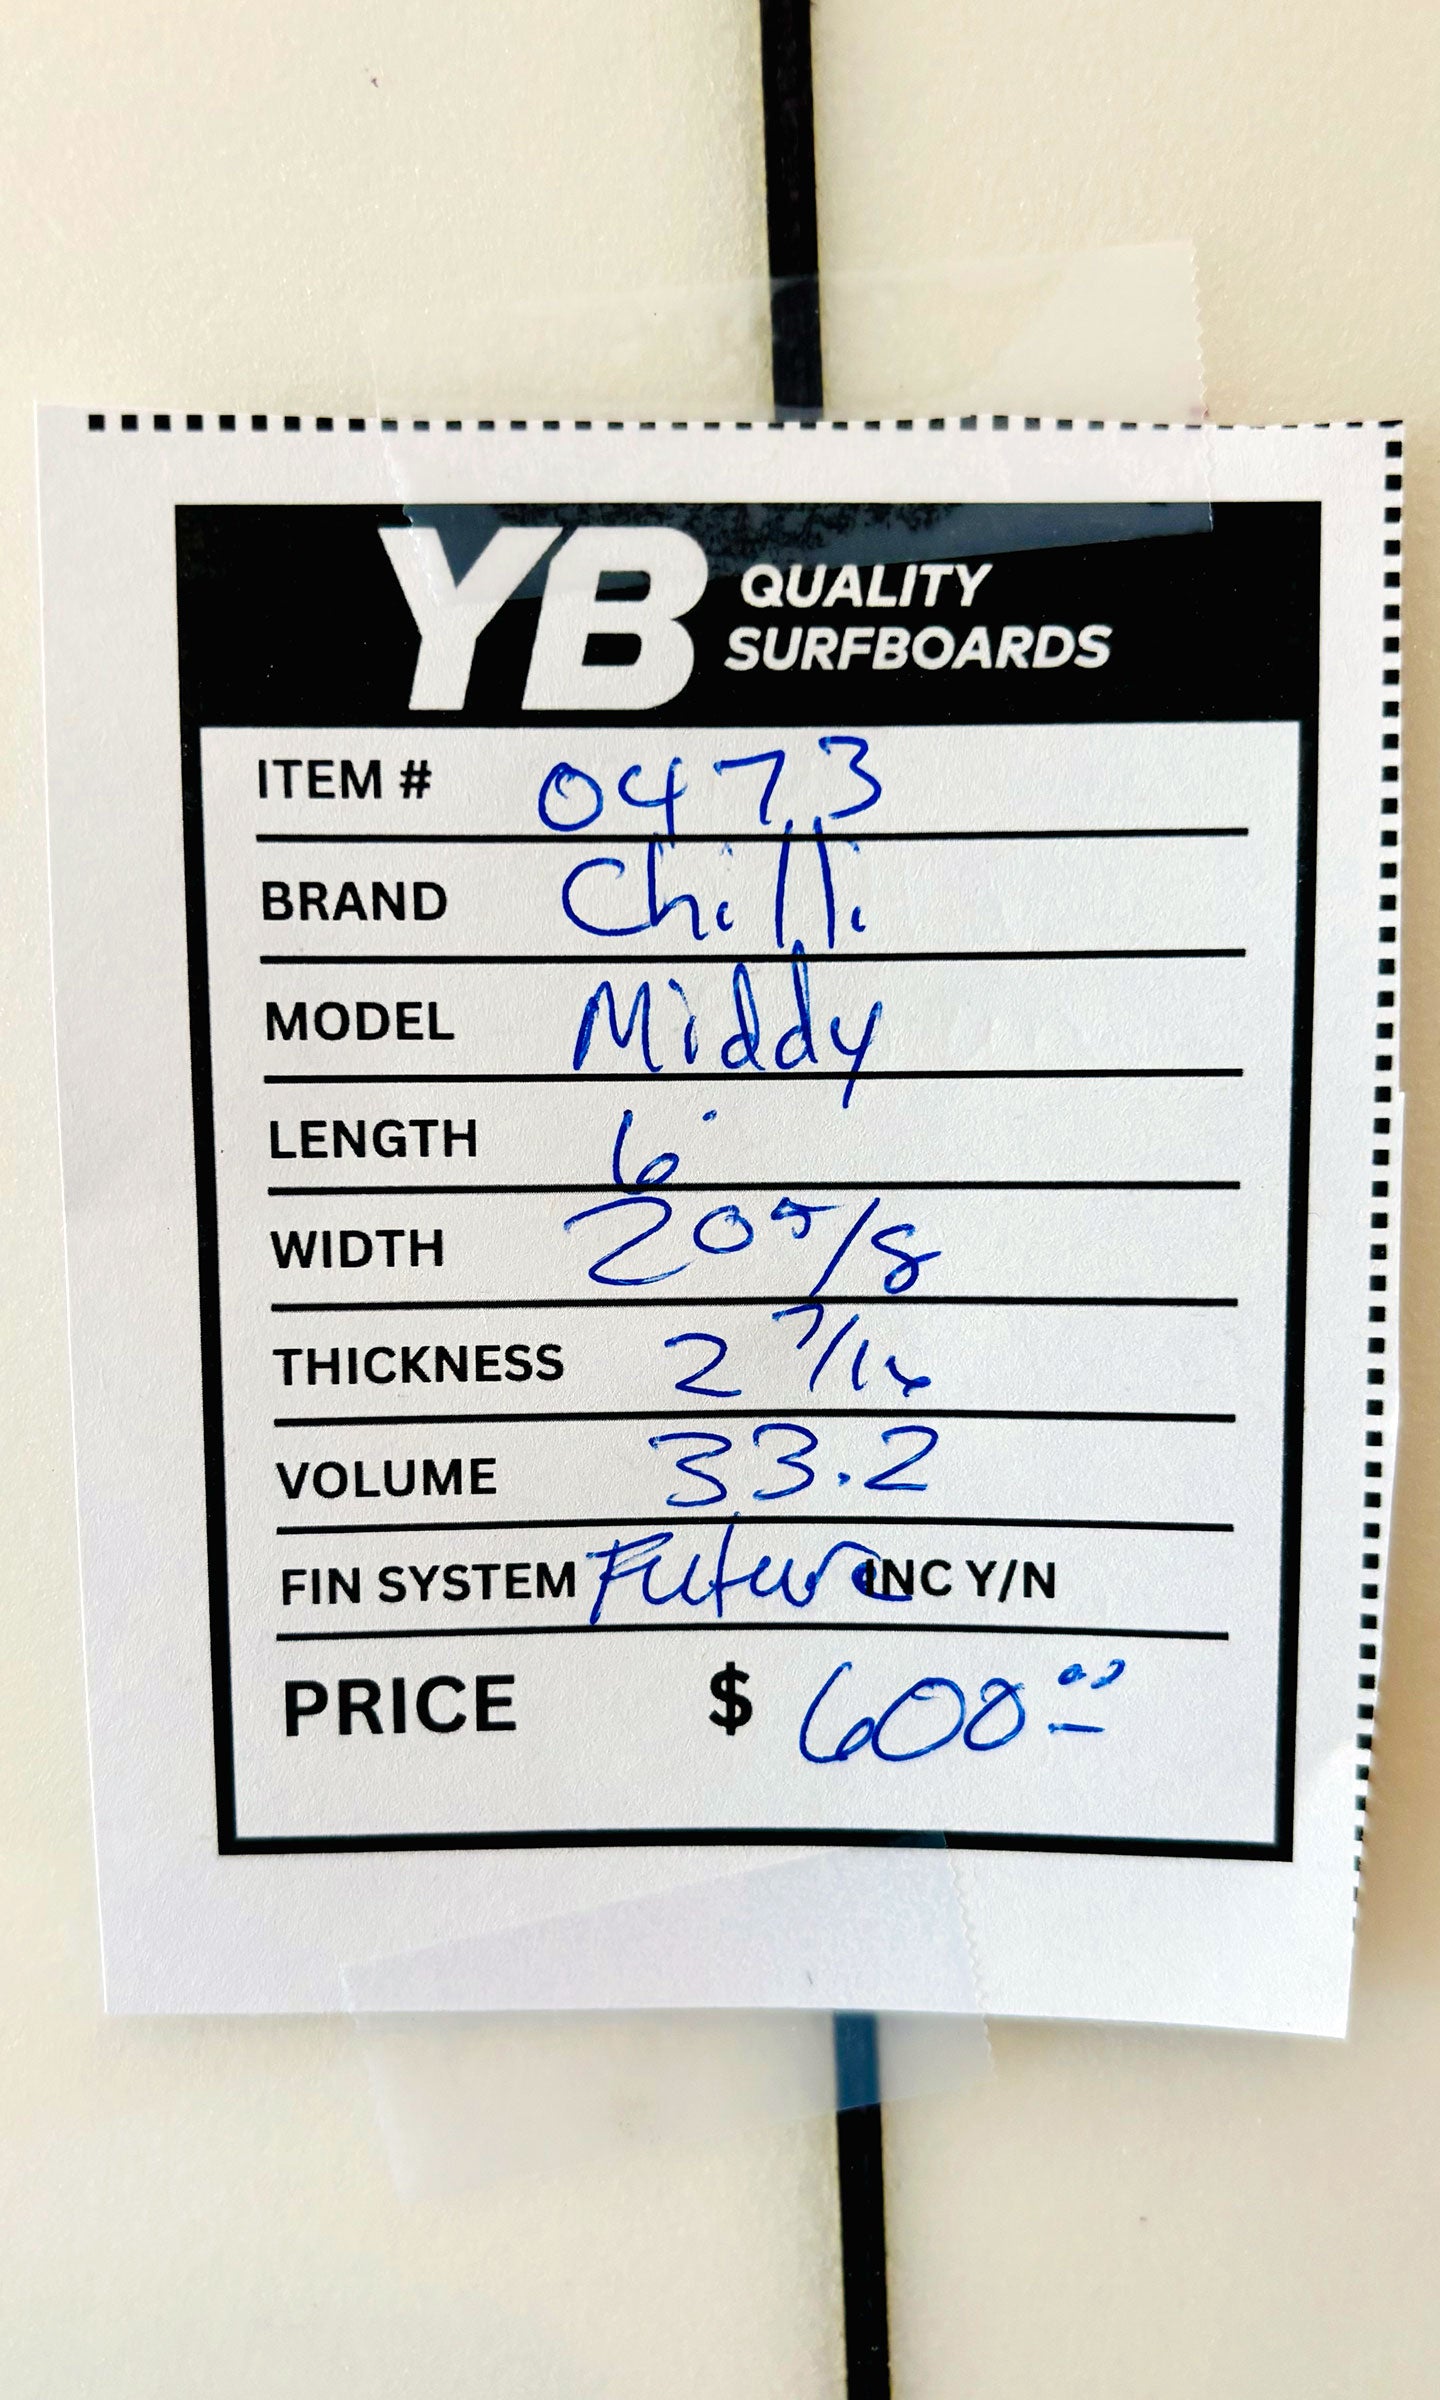 YB QUALITY
SURFBOARDS
ITEM # 0473
BRAND Chilli
MODEL Middy
LENGTH 6'
WIDTH 20 5/8
THICKNESS 2 7/16
VOLUME 33.2
FIN SYSTEM Future INC Y/N
PRICE $ 600.00